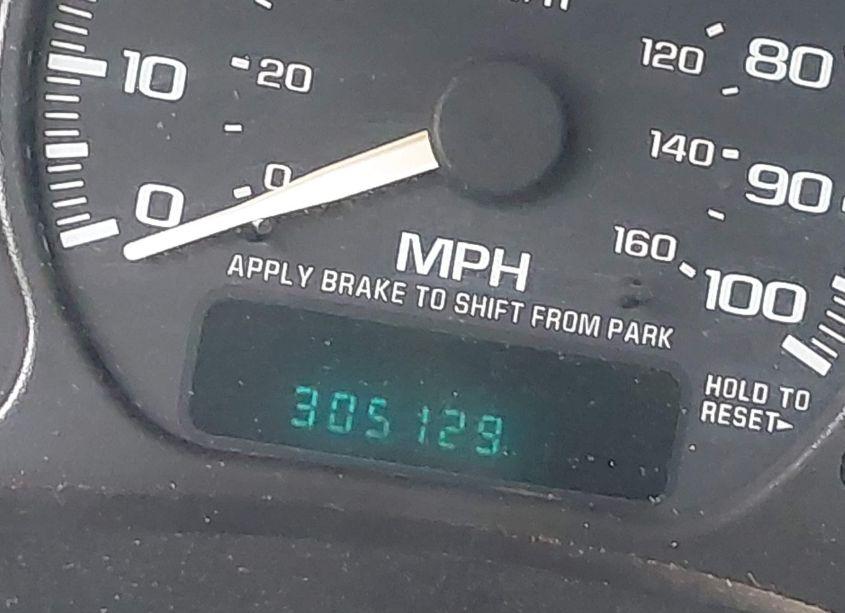 120 80
10 20
140 90
0 0
160 100
MPH
APPLY BRAKE TO SHIFT FROM PARK
305129
HOLD TO
RESET►